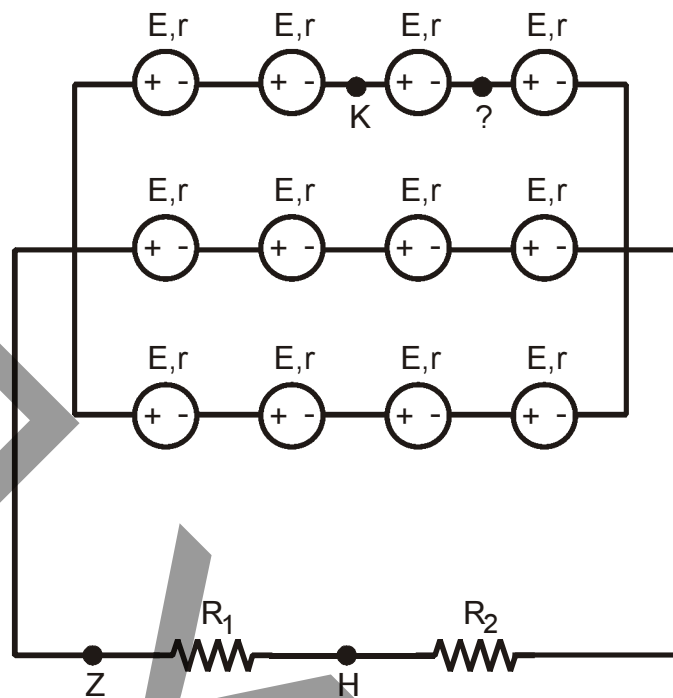 E,r E,r E,r E,r
+ - + - + - + -
K ?
E,r E,r E,r E,r
+ - + - + - + -
E,r E,r E,r E,r
+ - + - + - + -
R1 R2
Z H